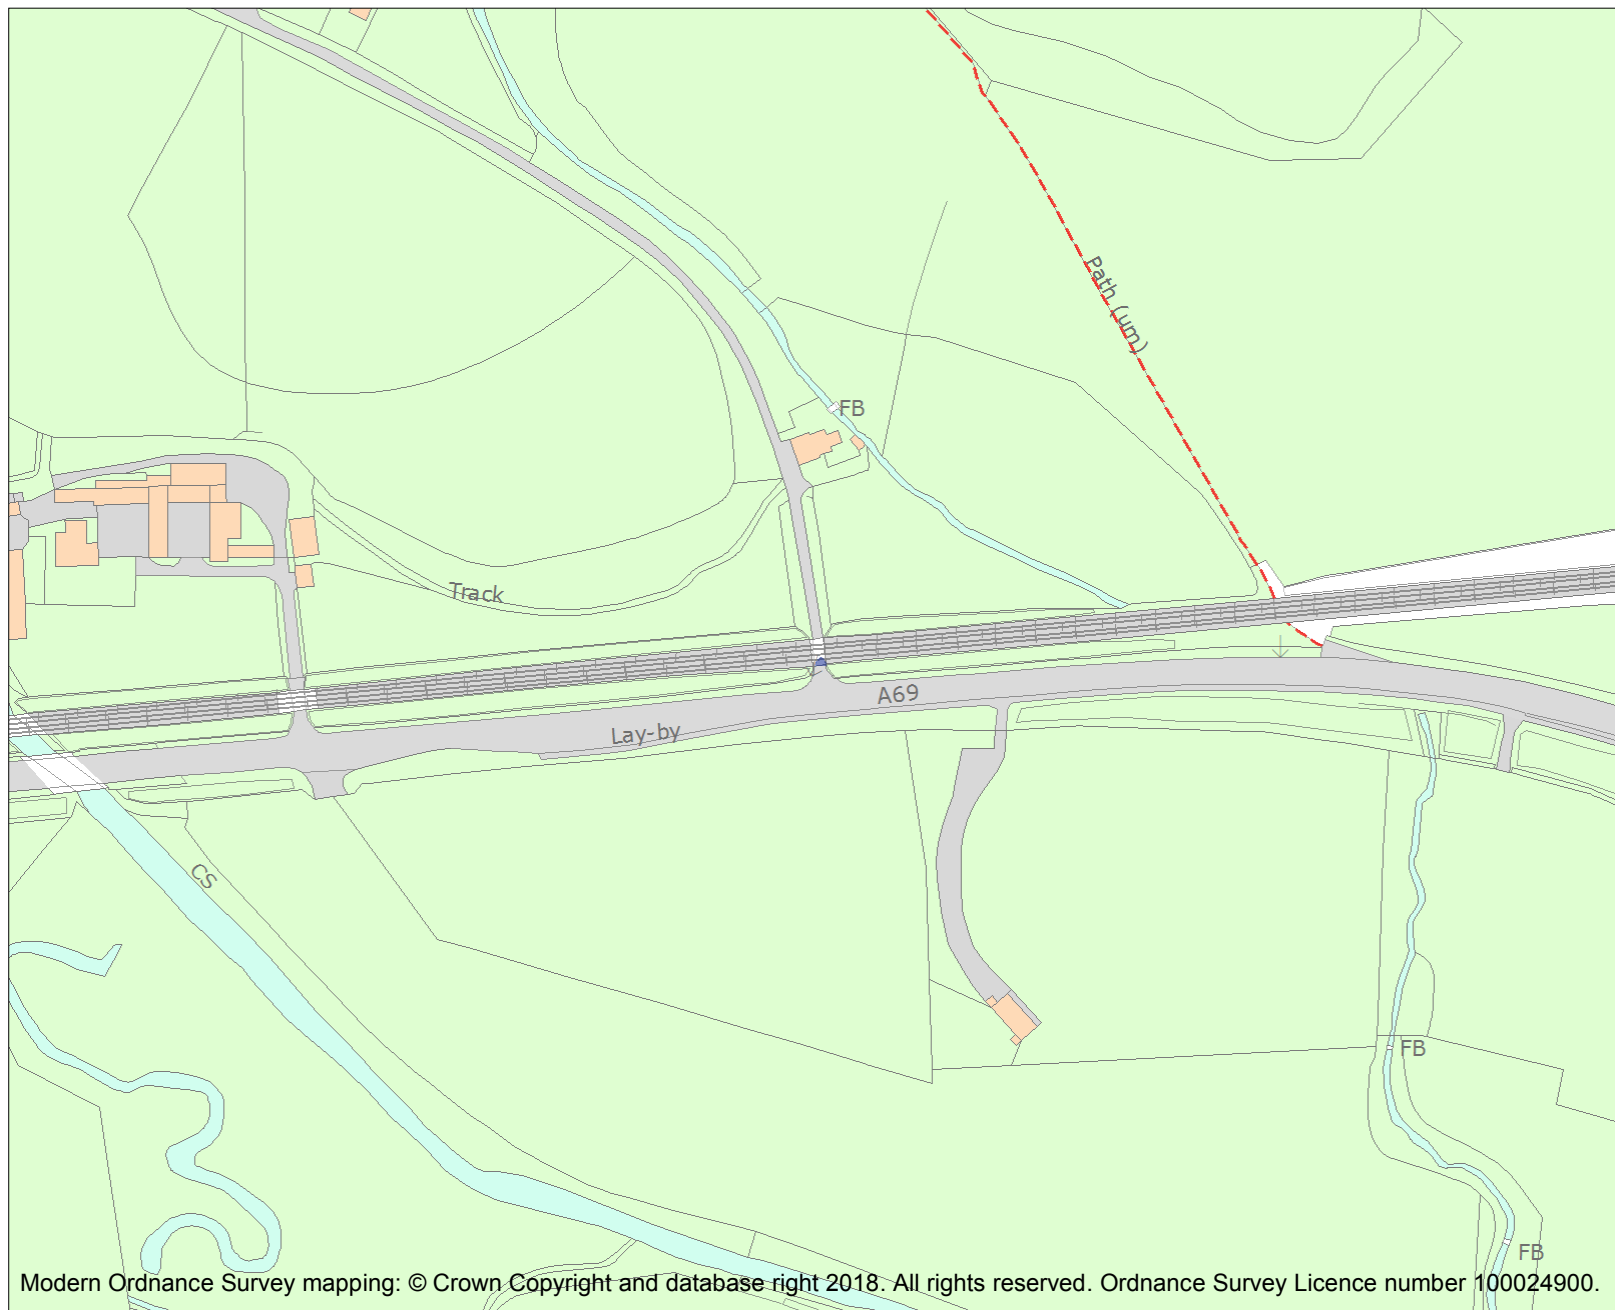 Path (um)
FB
Track
A69
Lay-by
CS
FB
FB
Modern Ordnance Survey mapping: © Crown Copyright and database right 2018. All rights reserved. Ordnance Survey Licence number 100024900.